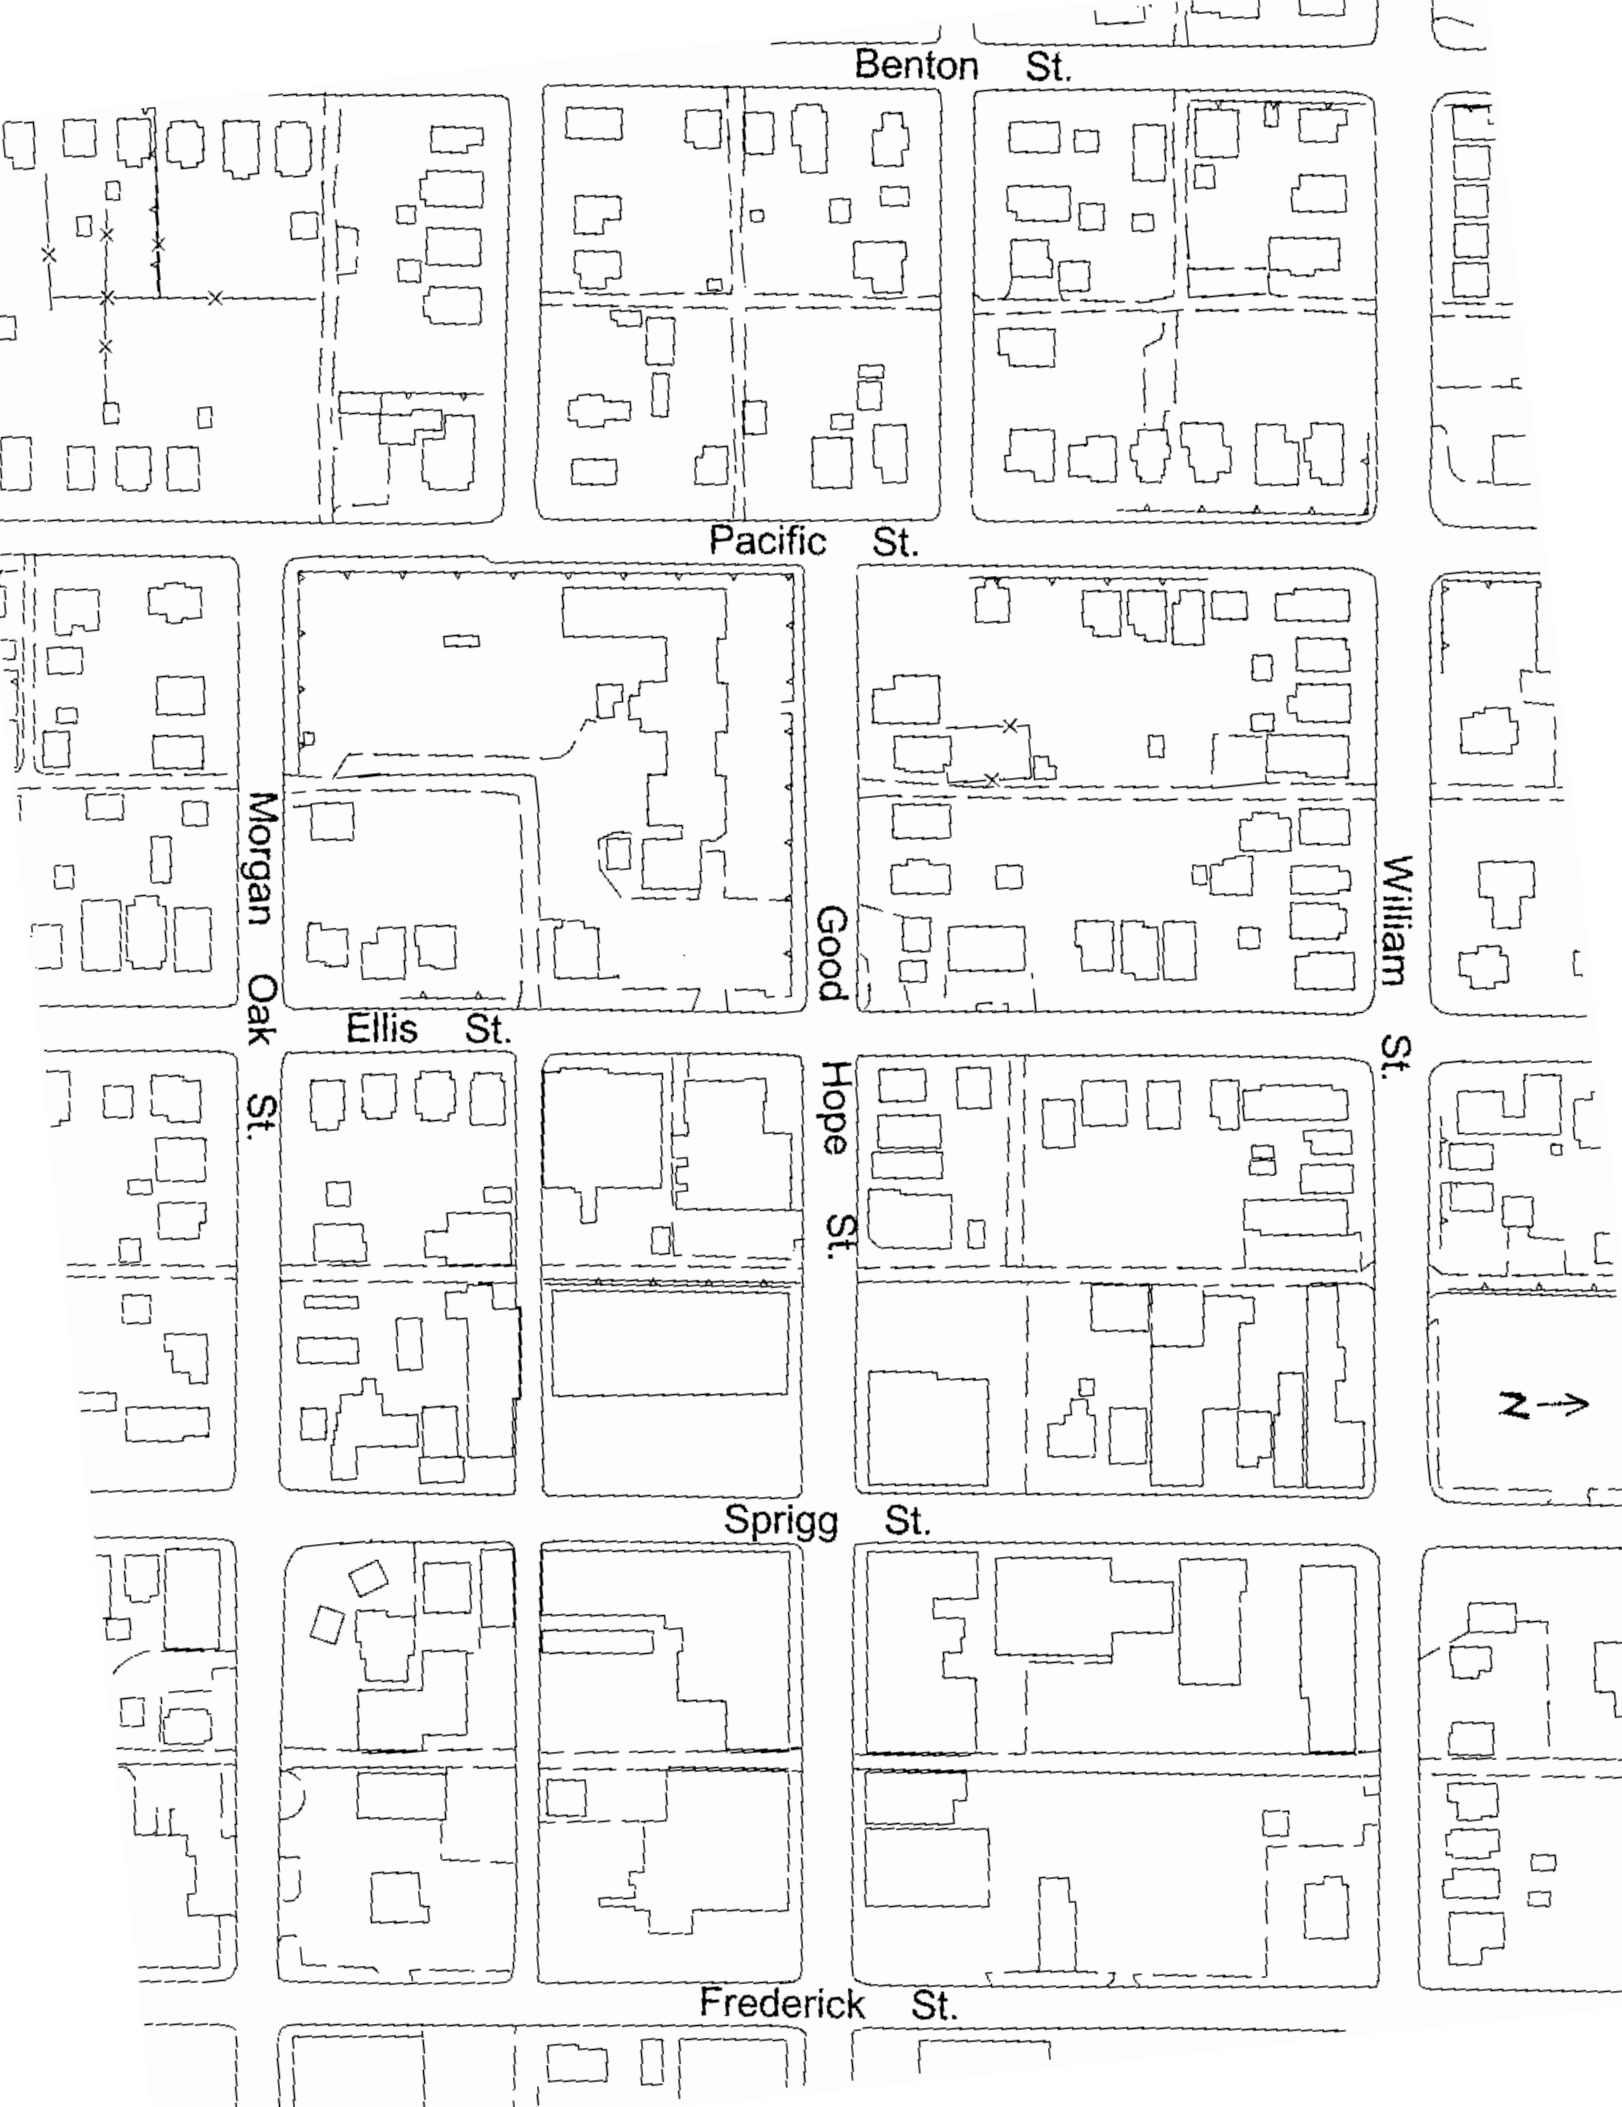 Benton St.
Pacific St.
Morgan Oak St.
Good Hope St.
William St.
Ellis St.
N
Sprigg St.
Frederick St.